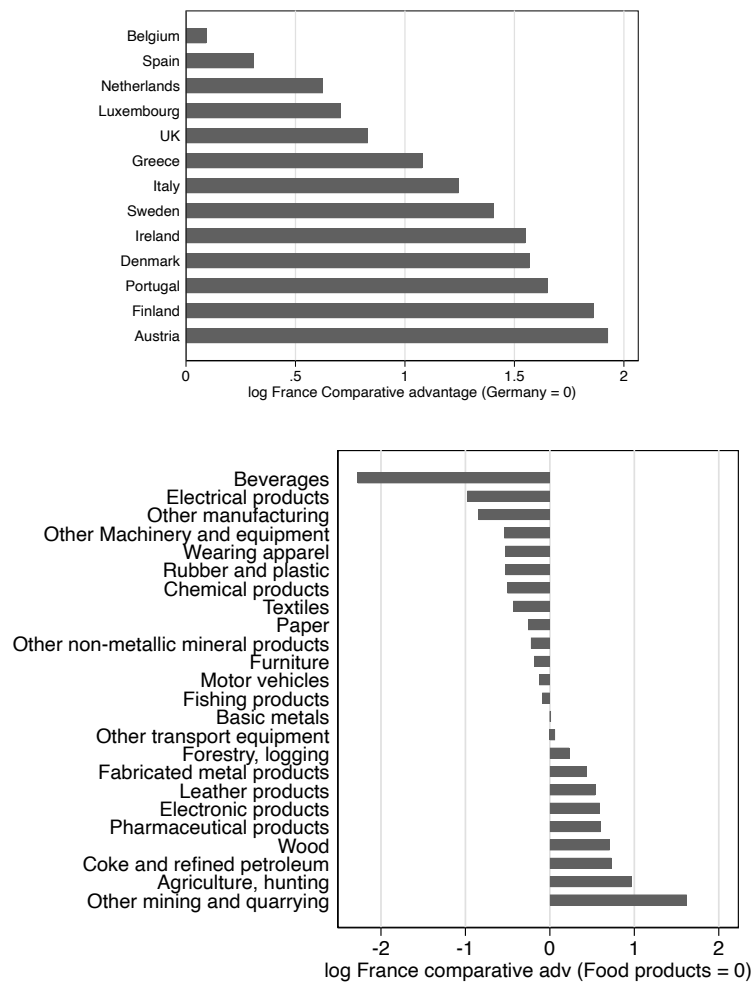 Belgium
Spain
Netherlands
Luxembourg
UK
Greece
Italy
Sweden
Ireland
Denmark
Portugal
Finland
Austria
0 .5 1 1.5 2
log France Comparative advantage (Germany = 0)
Beverages
Electrical products
Other manufacturing
Other Machinery and equipment
Wearing apparel
Rubber and plastic
Chemical products
Textiles
Paper
Other non-metallic mineral products
Furniture
Motor vehicles
Fishing products
Basic metals
Other transport equipment
Forestry, logging
Fabricated metal products
Leather products
Electronic products
Pharmaceutical products
Wood
Coke and refined petroleum
Agriculture, hunting
Other mining and quarrying
-2 -1 0 1 2
log France comparative adv (Food products = 0)